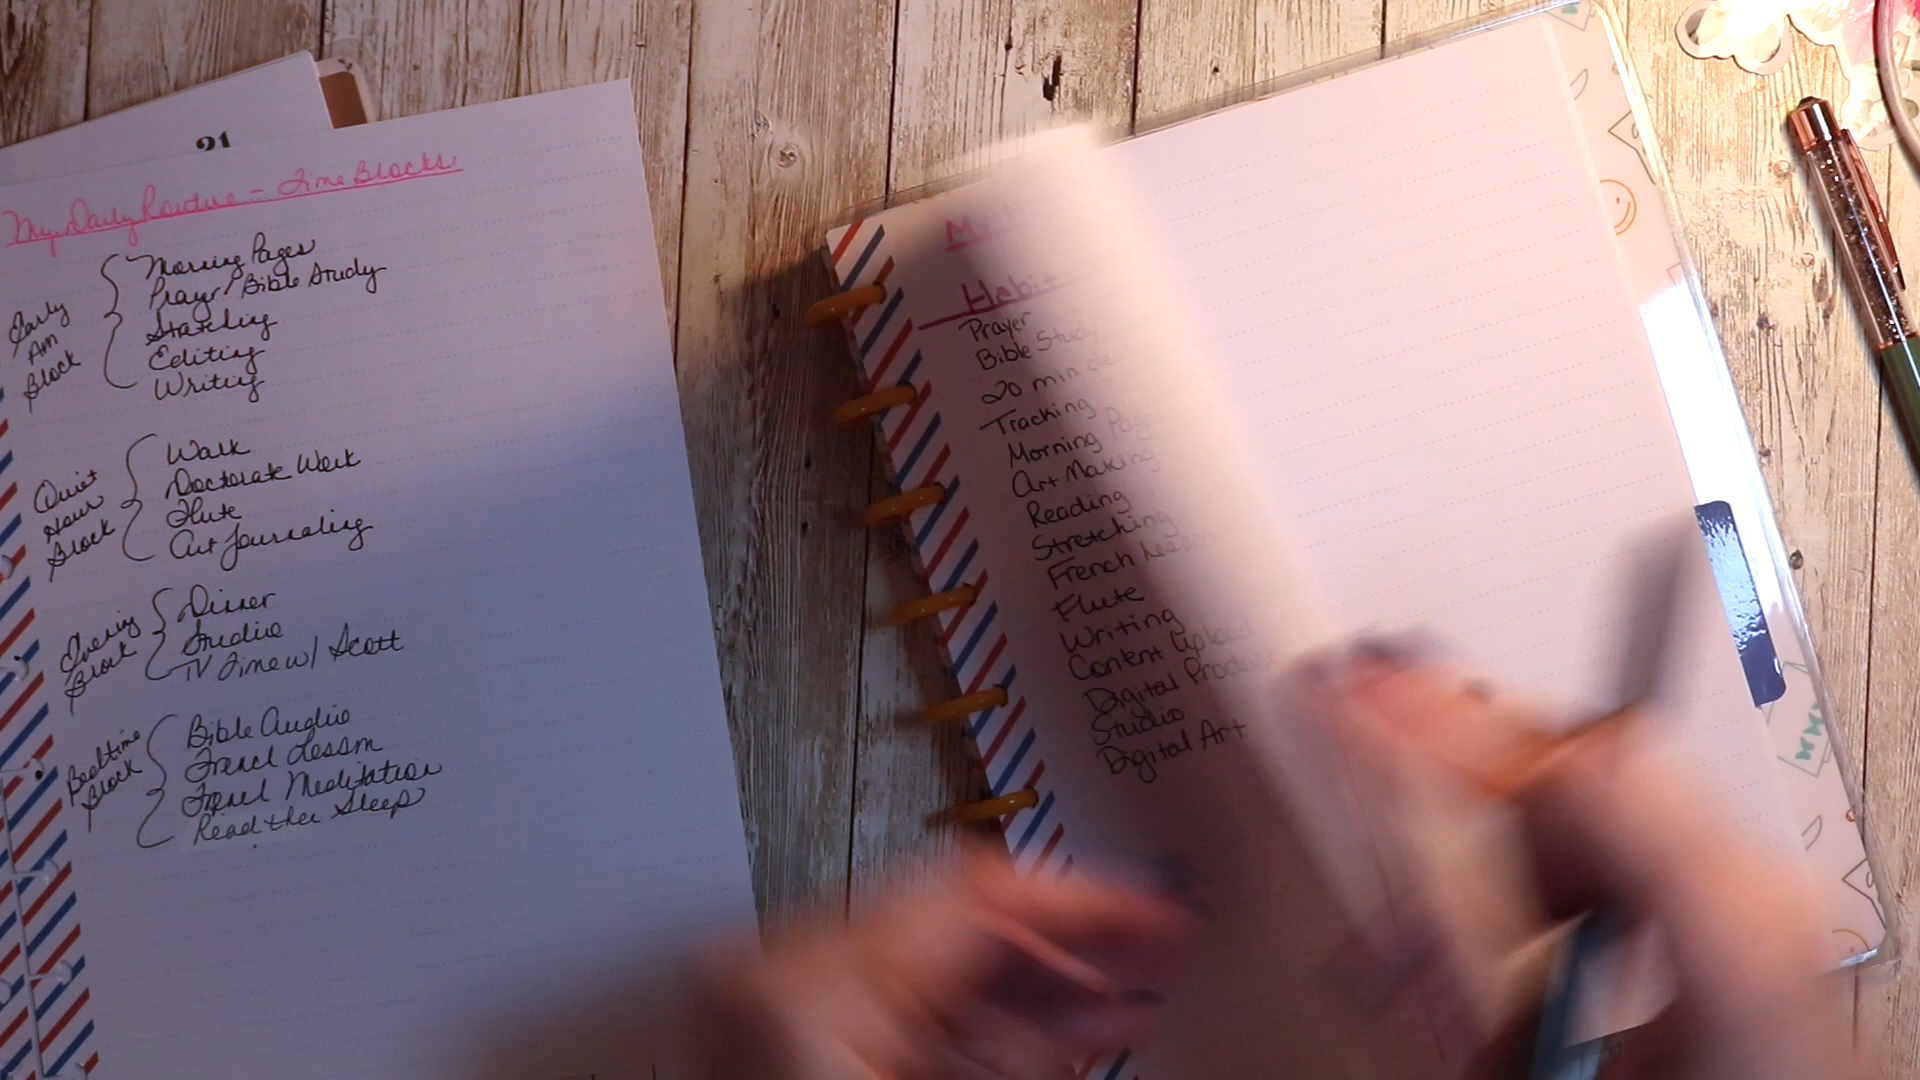 21
My Daily Routine - Time Blocks
Early AM Block
Morning Pages
Prayer/Bible Study
Stretching
Editing
Writing
Quiet Hour Block
Walk
Doctorate Work
Flute
Art Journaling
Evening Block
Dinner
Studio
TV Time w/ Scott
Bedtime Block
Bible Audio
French Lesson
French Meditation
Read then Sleep
Habit
Prayer
Bible Study
20 min
Tracking
Morning
Art Making
Reading
Stretching
French
Flute
Writing
Content
Digital
Studio
Digital Art